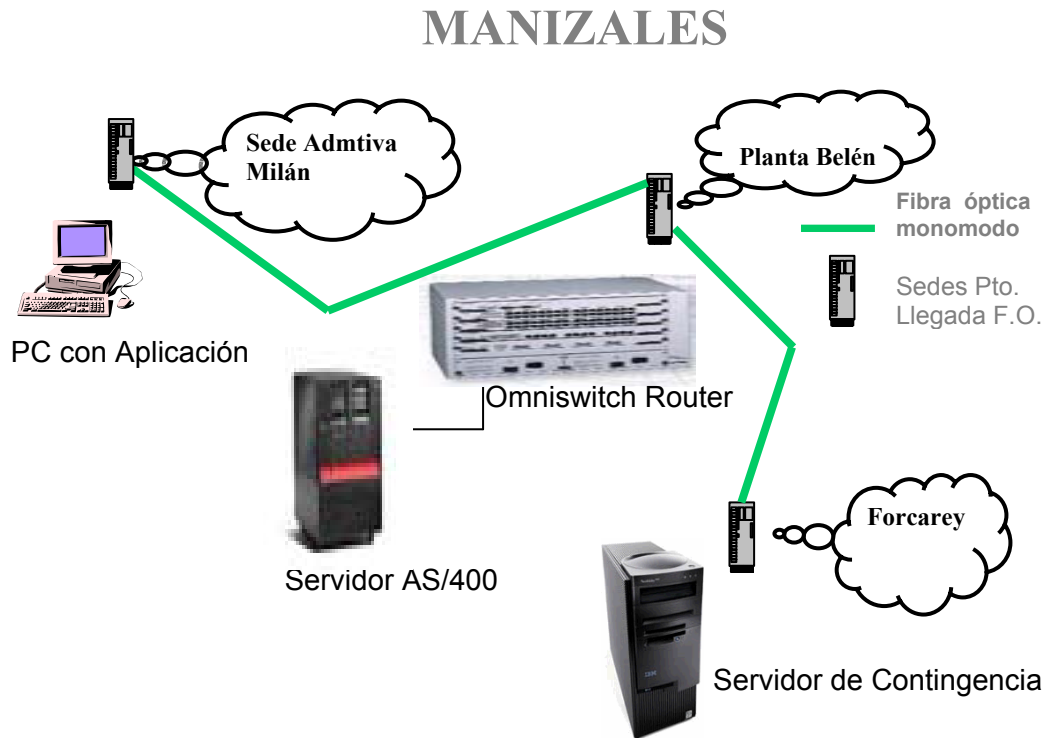 MANIZALES
Sede Admtiva
Milán
Planta Belén
Fibra óptica
monomodo
Sedes Pto.
Llegada F.O.
PC con Aplicación
Omniswitch Router
Servidor AS/400
Forcarey
Servidor de Contingencia